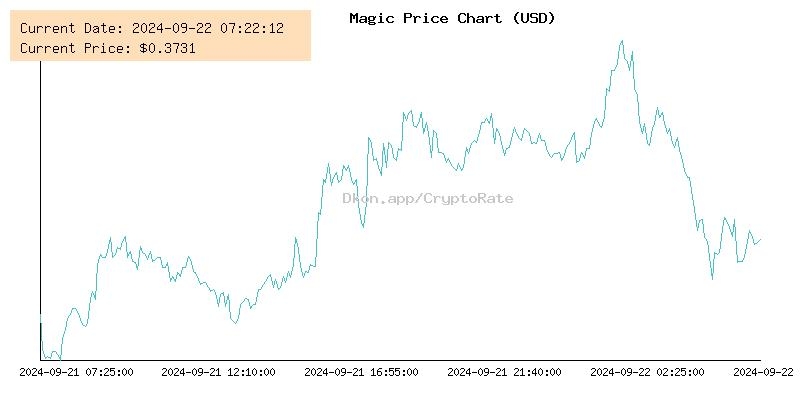 Magic Price Chart (USD)
Current Date: 2024-09-22 07:22:12
Current Price: $0.3731
Dkon.app/CryptoRate
2024-09-21 07:25:00 2024-09-21 12:10:00 2024-09-21 16:55:00 2024-09-21 21:40:00 2024-09-22 02:25:00 2024-09-22